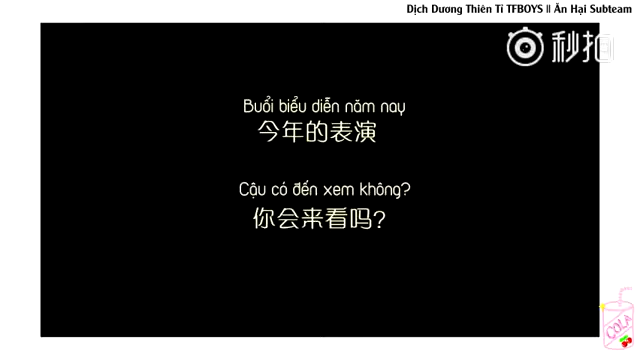 Dịch Dương Thiên Tỉ TFBOYS || Ân Hại Subteam
秒拍
Buổi biểu diễn năm nay
今年的表演
Cậu có đến xem không?
你会来看吗?
COLA